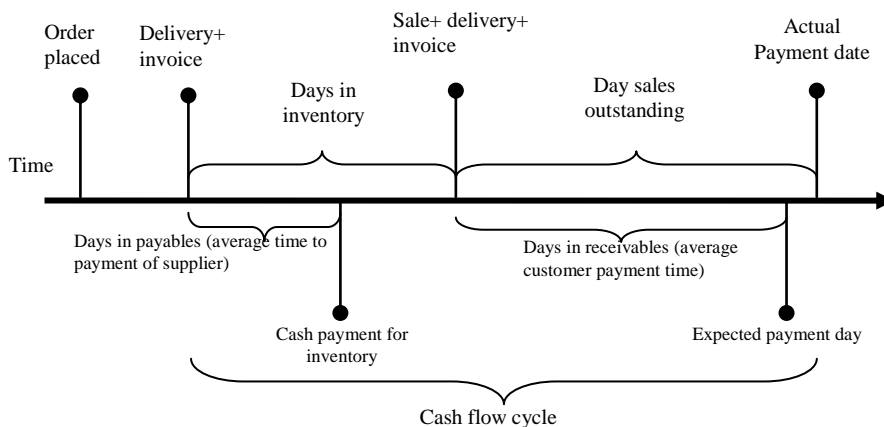 Order
placed
Delivery+
invoice
Sale+ delivery+
invoice
Actual
Payment date
Days in
inventory
Day sales
outstanding
Time
Days in payables (average time to
payment of supplier)
Days in receivables (average
customer payment time)
Cash payment for
inventory
Expected payment day
Cash flow cycle